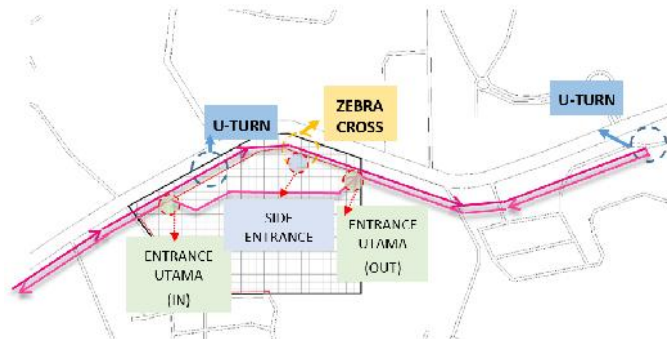 U-TURN
ZEBRA
CROSS
U-TURN
SIDE
ENTRANCE
ENTRANCE
UTAMA
(OUT)
ENTRANCE
UTAMA
(IN)